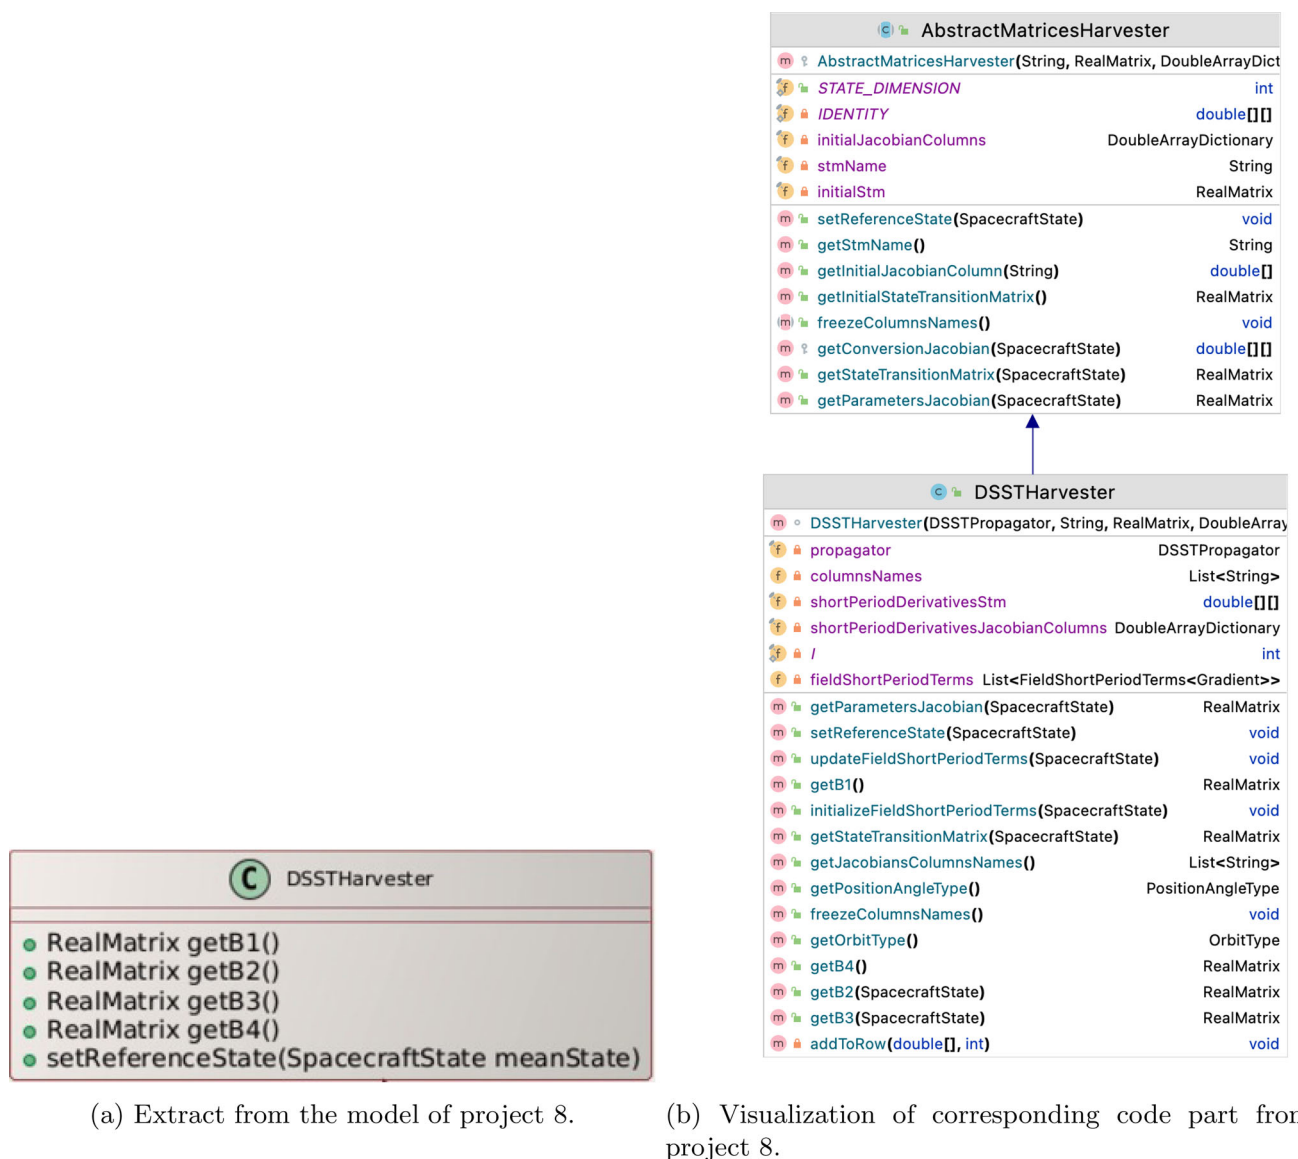 AbstractMatricesHarvester
AbstractMatricesHarvester(String, RealMatrix, DoubleArrayDict
STATE_DIMENSION int
IDENTITY double[][]
initialJacobianColumns DoubleArrayDictionary
stmName String
initialStm RealMatrix
setReferenceState(SpacecraftState) void
getStmName() String
getInitialJacobianColumn(String) double[]
getInitialStateTransitionMatrix() RealMatrix
freezeColumnsNames() void
getConversionJacobian(SpacecraftState) double[][]
getStateTransitionMatrix(SpacecraftState) RealMatrix
getParametersJacobian(SpacecraftState) RealMatrix
DSSTHarvester
DSSTHarvester(DSSTPropagator, String, RealMatrix, DoubleArray
propagator DSSTPropagator
columnsNames List<String>
shortPeriodDerivativesStm double[][]
shortPeriodDerivativesJacobianColumns DoubleArrayDictionary
I int
fieldShortPeriodTerms List<FieldShortPeriodTerms<Gradient>>
getParametersJacobian(SpacecraftState) RealMatrix
setReferenceState(SpacecraftState) void
updateFieldShortPeriodTerms(SpacecraftState) void
getB1() RealMatrix
initializeFieldShortPeriodTerms(SpacecraftState) void
getStateTransitionMatrix(SpacecraftState) RealMatrix
getJacobiansColumnsNames() List<String>
getPositionAngleType() PositionAngleType
freezeColumnsNames() void
getOrbitType() OrbitType
getB4() RealMatrix
getB2(SpacecraftState) RealMatrix
getB3(SpacecraftState) RealMatrix
addToRow(double[], int) void
C DSSTHarvester
RealMatrix getB1()
RealMatrix getB2()
RealMatrix getB3()
RealMatrix getB4()
setReferenceState(SpacecraftState meanState)
(a) Extract from the model of project 8.
(b) Visualization of corresponding code part from
project 8.